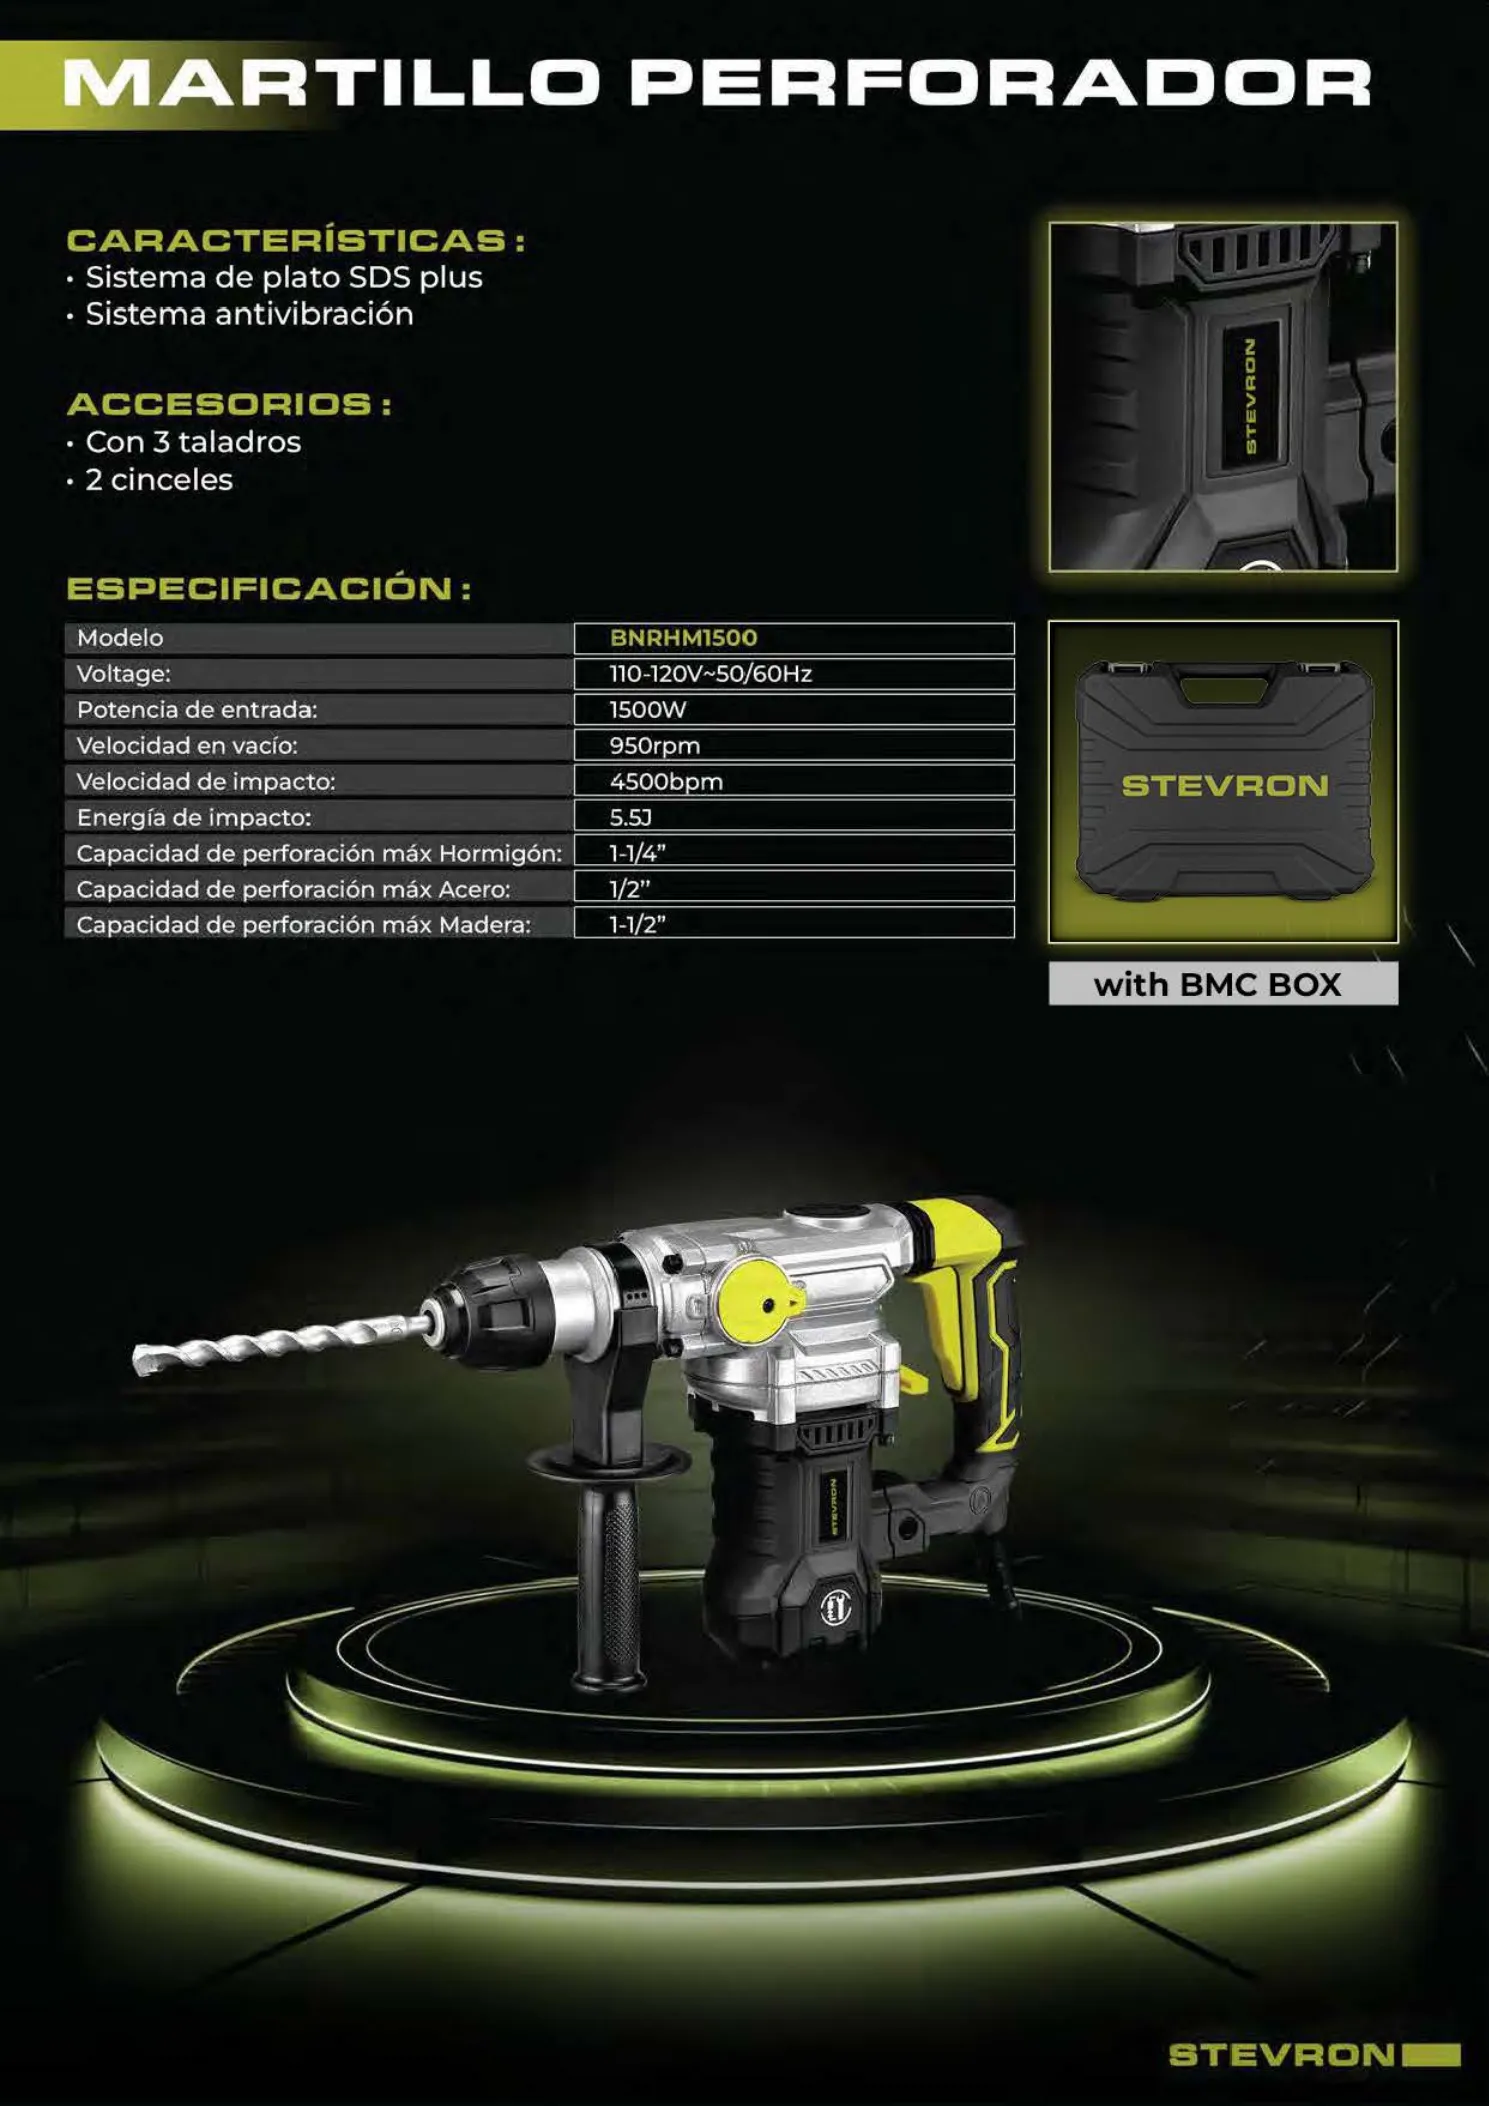 MARTILLO PERFORADOR
CARACTERÍSTICAS :
• Sistema de plato SDS plus
• Sistema antivibración
ACCESORIOS :
• Con 3 taladros
• 2 cinceles
ESPECIFICACIÓN :
Modelo BNRHM1500
Voltage: 110-120V~50/60Hz
Potencia de entrada: 1500W
Velocidad en vacío: 950rpm
Velocidad de impacto: 4500bpm
Energía de impacto: 5.5J
Capacidad de perforación máx Hormigón: 1-1/4”
Capacidad de perforación máx Acero: 1/2”
Capacidad de perforación máx Madera: 1-1/2”
STEVRON
STEVRON
with BMC BOX
STEVRON
STEVRON